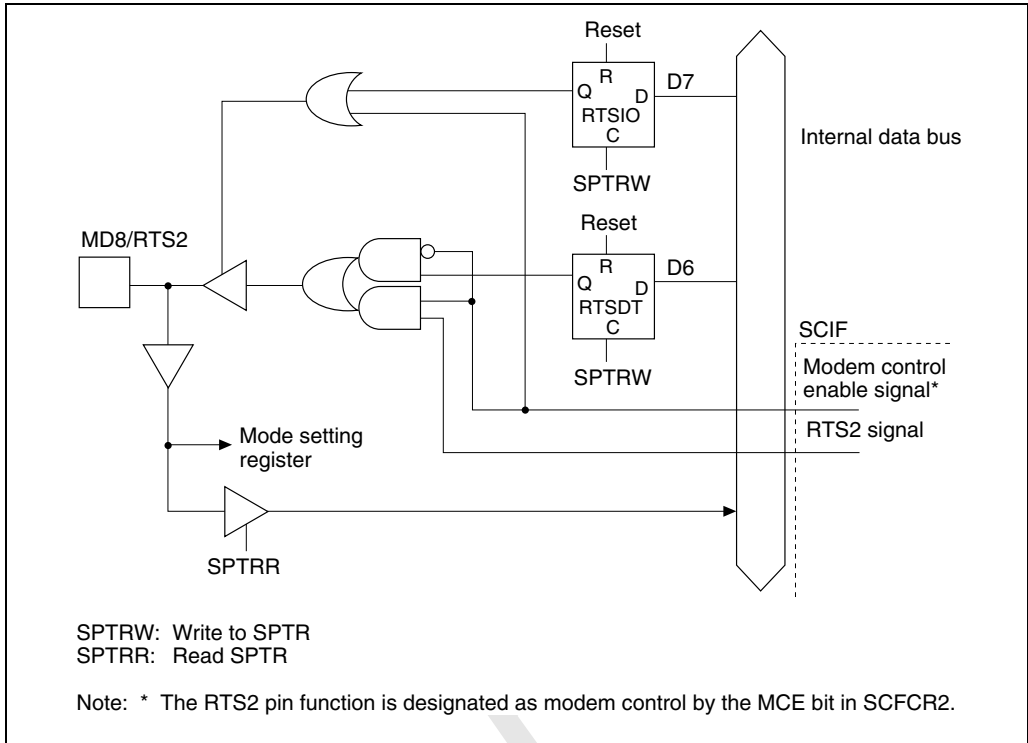 Reset
R
Q
D
RTSIO
C
D7
SPTRW
Internal data bus
Reset
MD8/RTS2
R
Q
D
RTSDT
C
D6
SPTRW
SCIF
Modem control
enable signal*
RTS2 signal
Mode setting
register
SPTRR
SPTRW: Write to SPTR
SPTRR: Read SPTR
Note: * The RTS2 pin function is designated as modem control by the MCE bit in SCFCR2.